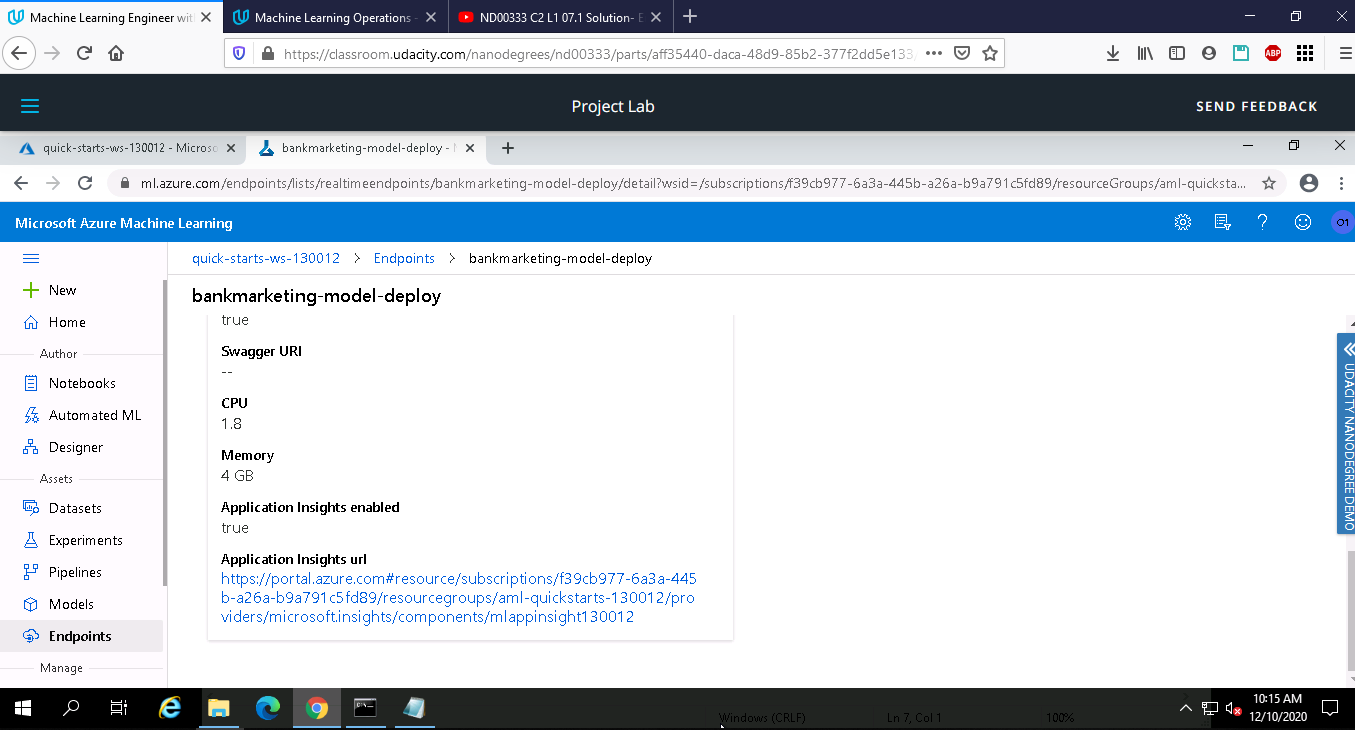 Machine Learning Engineer with
Machine Learning Operations -
ND00333 C2 L1 07.1 Solution- E
https://classroom.udacity.com/nanodegrees/nd00333/parts/aff35440-daca-48d9-85b2-377f2dd5e133/
ABP
Project Lab
SEND FEEDBACK
quick-starts-ws-130012 - Microso
bankmarketing-model-deploy -
ml.azure.com/endpoints/lists/realtimeendpoints/bankmarketing-model-deploy/detail?wsid=/subscriptions/f39cb977-6a3a-445b-a26a-b9a791c5fd89/resourceGroups/aml-quicksta...
Microsoft Azure Machine Learning
O1
quick-starts-ws-130012 > Endpoints > bankmarketing-model-deploy
New
Home
Author
Notebooks
Automated ML
Designer
Assets
Datasets
Experiments
Pipelines
Models
Endpoints
Manage
bankmarketing-model-deploy
true
Swagger URI
--
CPU
1.8
Memory
4 GB
Application Insights enabled
true
Application Insights url
https://portal.azure.com#resource/subscriptions/f39cb977-6a3a-445
b-a26a-b9a791c5fd89/resourcegroups/aml-quickstarts-130012/pro
viders/microsoft.insights/components/mlappinsight130012
UDACITY NANODEGREE DEMO
Windows (CRLF)
Ln 7, Col 1
100%
10:15 AM
12/10/2020